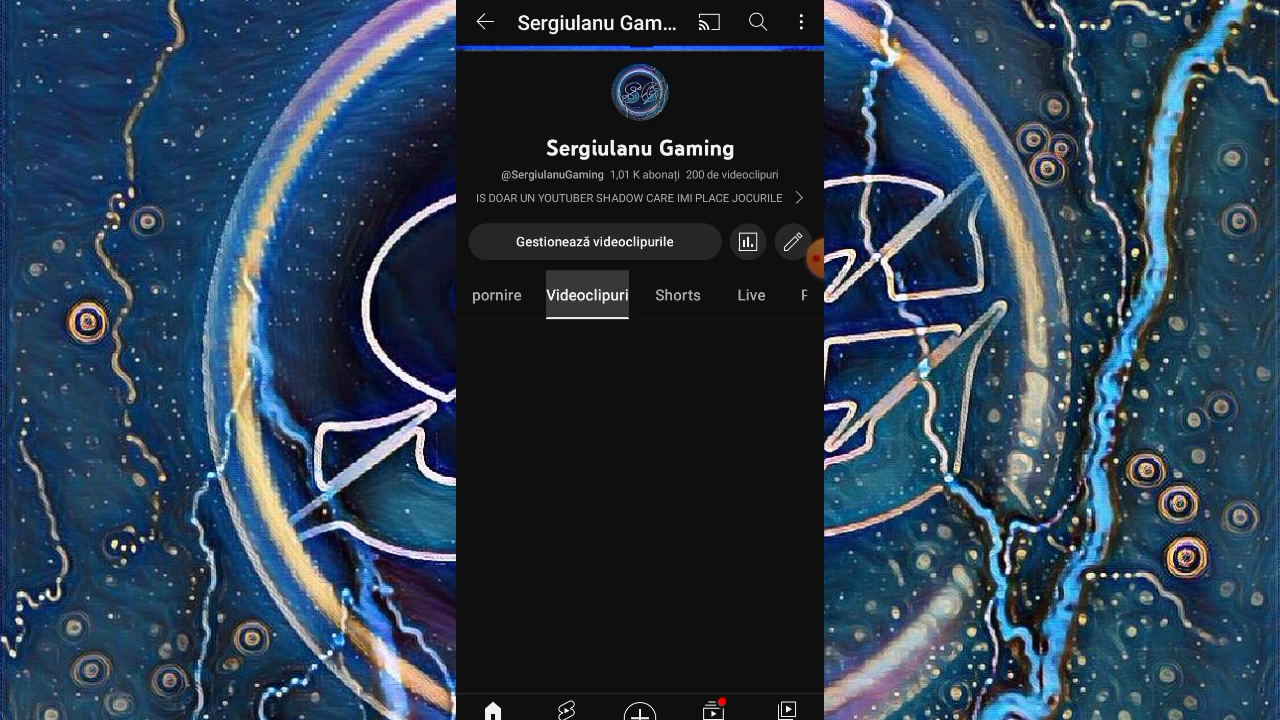 Sergiulanu Gam...
SG
Sergiulanu Gaming
@SergiulanuGaming 1,01 K abonați 200 de videoclipuri
IS DOAR UN YOUTUBER SHADOW CARE IMI PLACE JOCURILE
Gestionează videoclipurile
pornire Videoclipuri Shorts Live